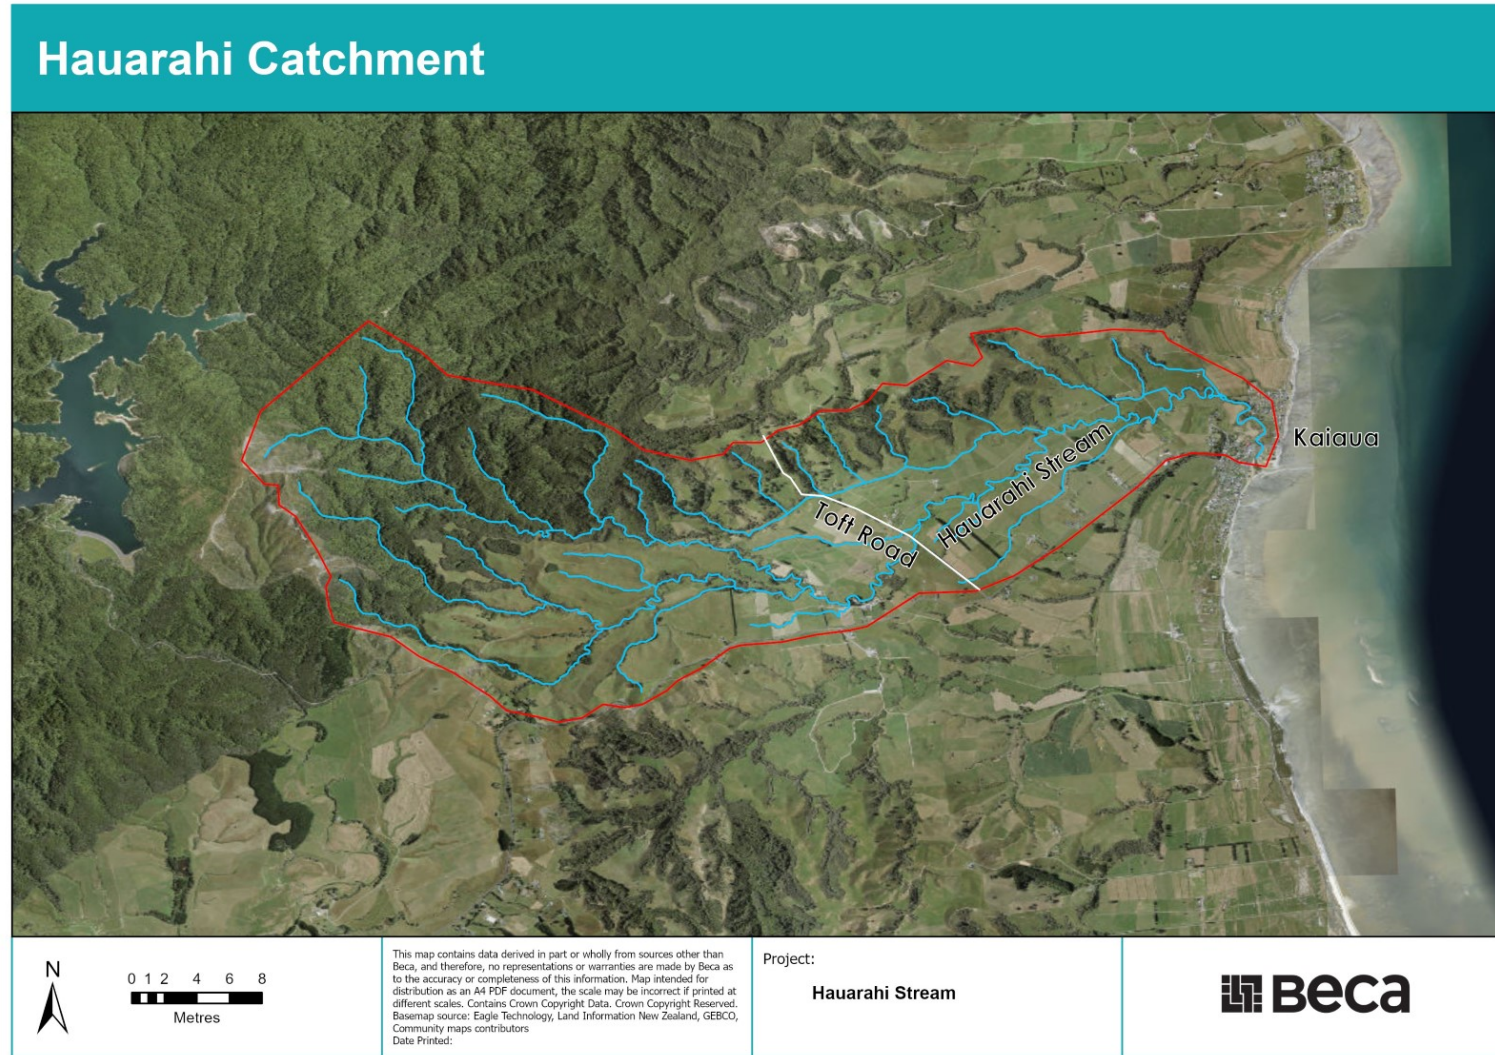 Hauarahi Catchment
Kaiaua
Hauarahi Stream
Toft Road
N
0 1 2 4 6 8
Metres
This map contains data derived in part or wholly from sources other than
Beca, and therefore, no representations or warranties are made by Beca as
to the accuracy or completeness of this information. Map intended for
distribution as an A4 PDF document, the scale may be incorrect if printed at
different scales. Contains Crown Copyright Data. Crown Copyright Reserved.
Basemap source: Eagle Technology, Land Information New Zealand, GEBCO,
Community maps contributors
Date Printed:
Project:
Hauarahi Stream
Beca